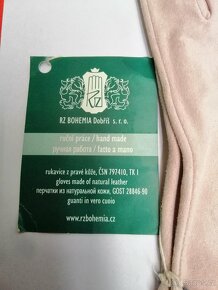 RZ
RZ BOHEMIA Dobříš s. r. o.
ruční práce / hand made
ручная работа / fatto a mano
rukavice z pravé kůže, ČSN 797410, TK 1
gloves made of natural leather
перчатки из натуральной кожи, GOST 28846-90
guanti in vero cuoio
www.rzbohemia.cz